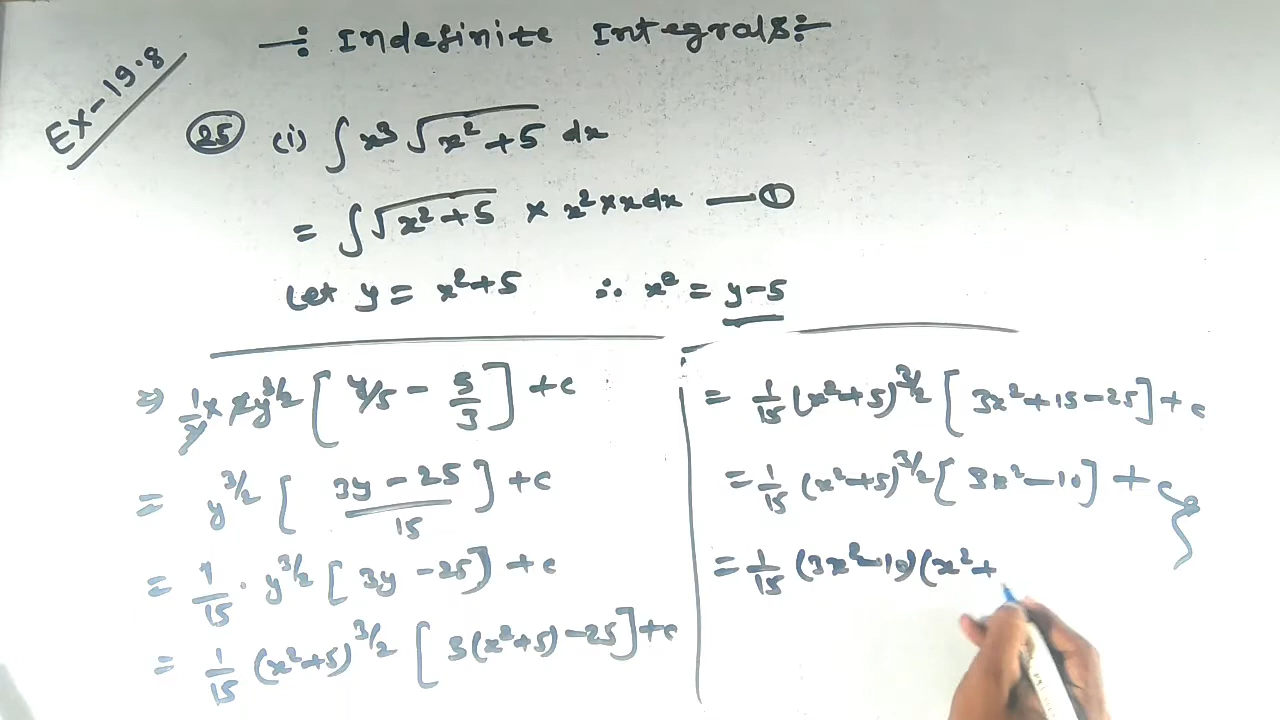 -: Indefinite Integrals:-
EX-19.8
25 (i) ∫ x³ √x²+5 dx
= ∫ √x²+5 × x² × x dx — ①
Let y = x²+5 ∴ x² = y-5
=> 1/2 × 2y^3/2 [ y/5 - 5/3 ] + c
= y^3/2 [ 3y - 25 / 15 ] + c
= 1/15 . y^3/2 [ 3y - 25 ] + c
= 1/15 (x²+5)^3/2 [ 3(x²+5) - 25 ] + c
= 1/15 (x²+5)^3/2 [ 3x²+15-25 ] + c
= 1/15 (x²+5)^3/2 [ 3x²-10 ] + c
= 1/15 (3x²-10) (x²+